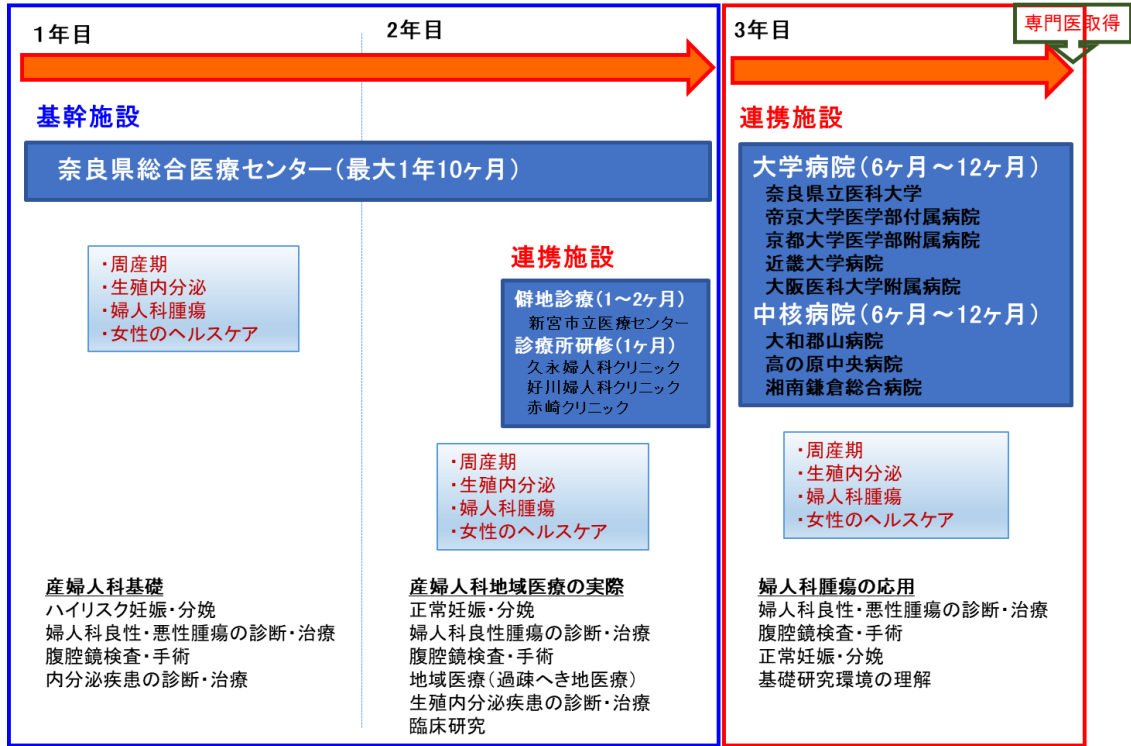 1年目
2年目
3年目
専門医取得
基幹施設
奈良県総合医療センター(最大1年10ヶ月)
・周産期
・生殖内分泌
・婦人科腫瘍
・女性のヘルスケア
連携施設
僻地診療(1～2ヶ月)
新宮市立医療センター
診療所研修(1ヶ月)
久永婦人科クリニック
好川婦人科クリニック
赤崎クリニック
・周産期
・生殖内分泌
・婦人科腫瘍
・女性のヘルスケア
連携施設
大学病院(6ヶ月～12ヶ月)
奈良県立医科大学
帝京大学医学部付属病院
京都大学医学部附属病院
近畿大学病院
大阪医科大学附属病院
中核病院(6ヶ月～12ヶ月)
大和郡山病院
高の原中央病院
湘南鎌倉総合病院
・周産期
・生殖内分泌
・婦人科腫瘍
・女性のヘルスケア
産婦人科基礎
ハイリスク妊娠・分娩
婦人科良性・悪性腫瘍の診断・治療
腹腔鏡検査・手術
内分泌疾患の診断・治療
産婦人科地域医療の実際
正常妊娠・分娩
婦人科良性腫瘍の診断・治療
腹腔鏡検査・手術
地域医療(過疎へき地医療)
生殖内分泌疾患の診断・治療
臨床研究
婦人科腫瘍の応用
婦人科良性・悪性腫瘍の診断・治療
腹腔鏡検査・手術
正常妊娠・分娩
基礎研究環境の理解